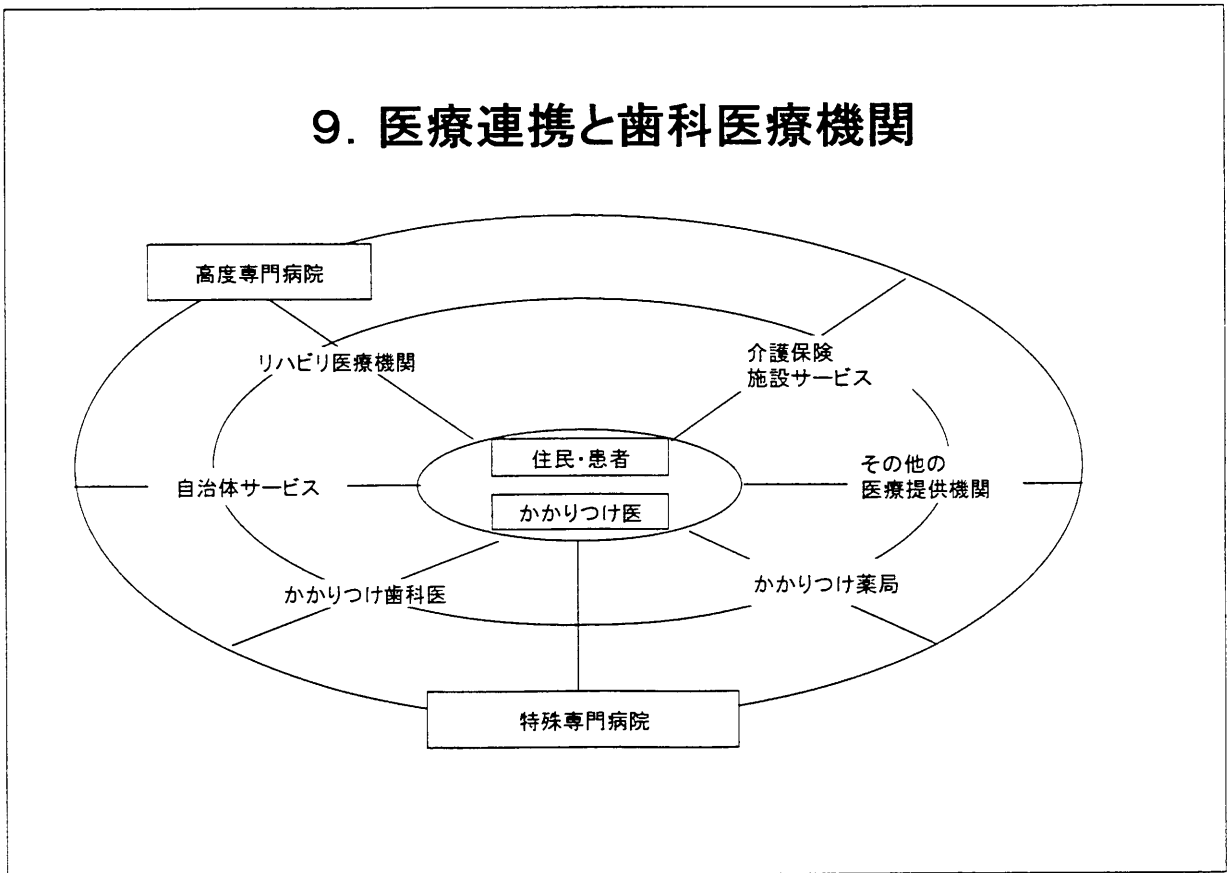 9. 医療連携と歯科医療機関
高度専門病院
リハビリ医療機関
介護保険
施設サービス
住民・患者
その他の
医療提供機関
自治体サービス
かかりつけ医
かかりつけ歯科医
かかりつけ薬局
特殊専門病院